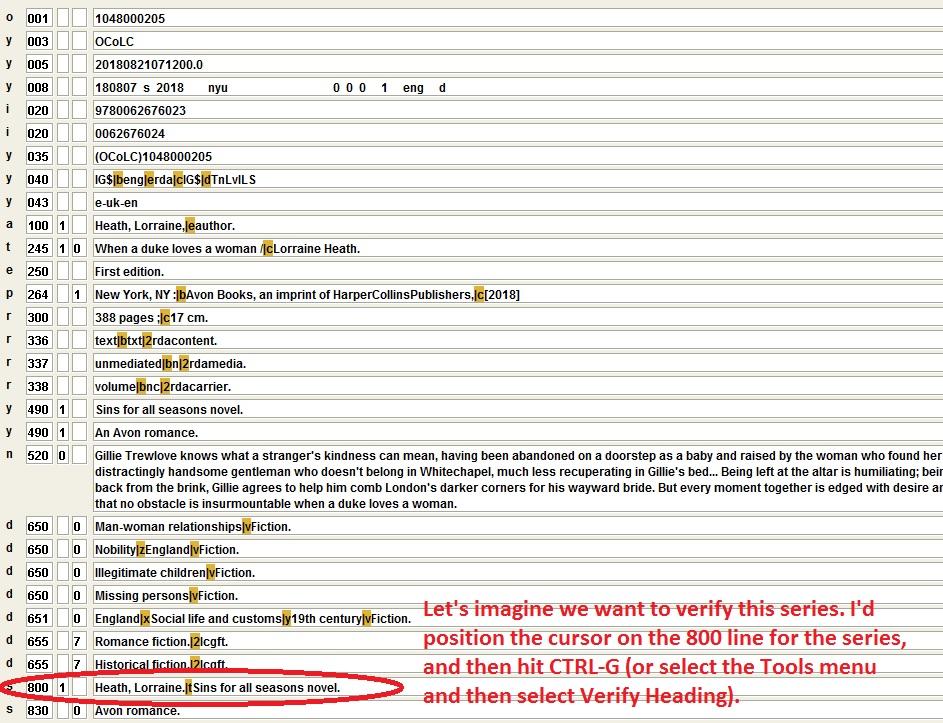 o 001 1048000205
y 003 OCoLC
y 005 20180821071200.0
y 008 180807 s 2018 nyu 0 0 0 1 eng d
i 020 9780062676023
i 020 0062676024
y 035 (OCoLC)1048000205
y 040 IG$|beng|erda|cIG$|dTnLvILS
y 043 e-uk-en
a 100 1 Heath, Lorraine,|eauthor.
t 245 1 0 When a duke loves a woman /|cLorraine Heath.
e 250 First edition.
p 264 1 New York, NY :|bAvon Books, an imprint of HarperCollinsPublishers,|c[2018]
r 300 388 pages ;|c17 cm.
r 336 text|btxt|2rdacontent.
r 337 unmediated|bn|2rdamedia.
r 338 volume|bnc|2rdacarrier.
y 490 1 Sins for all seasons novel.
y 490 1 An Avon romance.
n 520 0 Gillie Trewlove knows what a stranger's kindness can mean, having been abandoned on a doorstep as a baby and raised by the woman who found her
distractingly handsome gentleman who doesn't belong in Whitechapel, much less recuperating in Gillie's bed... Being left at the altar is humiliating; bein
back from the brink, Gillie agrees to help him comb London's darker corners for his wayward bride. But every moment together is edged with desire an
that no obstacle is insurmountable when a duke loves a woman.
d 650 0 Man-woman relationships|vFiction.
d 650 0 Nobility|zEngland|vFiction.
d 650 0 Illegitimate children|vFiction.
d 650 0 Missing persons|vFiction.
d 651 0 England|xSocial life and customs|y19th century|vFiction.
d 655 7 Romance fiction.|2lcgft.
d 655 7 Historical fiction.|2lcgft.
s 800 1 Heath, Lorraine.|tSins for all seasons novel.
s 830 0 Avon romance.
Let's imagine we want to verify this series. I'd
position the cursor on the 800 line for the series,
and then hit CTRL-G (or select the Tools menu
and then select Verify Heading).